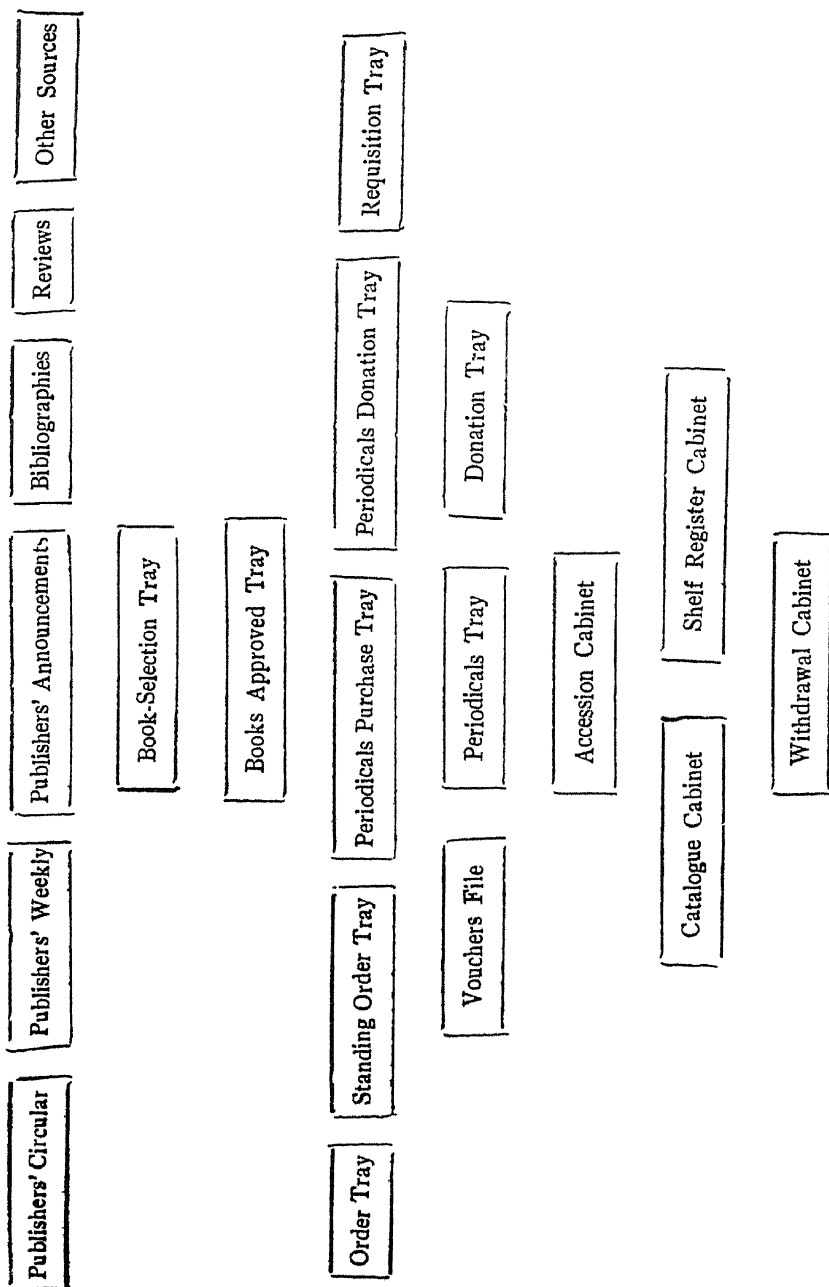 Publishers' Circular
Publishers' Weekly
Publishers' Announcements
Bibliographies
Reviews
Other Sources
Book-Selection Tray
Books Approved Tray
Order Tray
Standing Order Tray
Periodicals Purchase Tray
Periodicals Donation Tray
Requisition Tray
Vouchers File
Periodicals Tray
Donation Tray
Accession Cabinet
Catalogue Cabinet
Shelf Register Cabinet
Withdrawal Cabinet